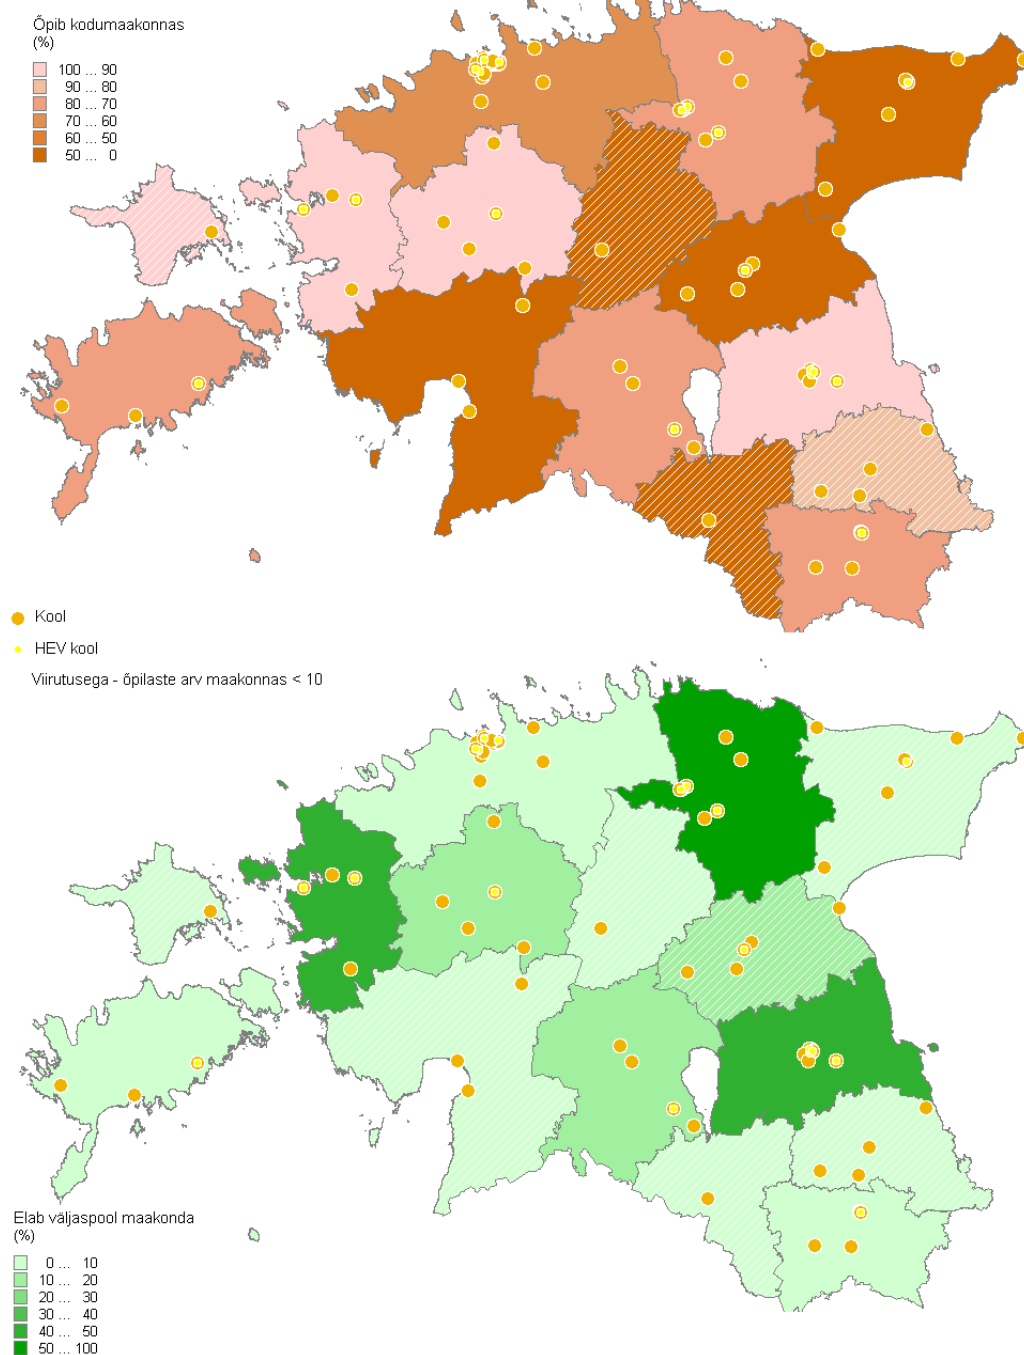 Õpib kodumaakonnas
(%)
100 ... 90
90 ... 80
80 ... 70
70 ... 60
60 ... 50
50 ... 0
Kool
HEV kool
Viirutusega - õpilaste arv maakonnas < 10
Elab väljaspool maakonda
(%)
0 ... 10
10 ... 20
20 ... 30
30 ... 40
40 ... 50
50 ... 100